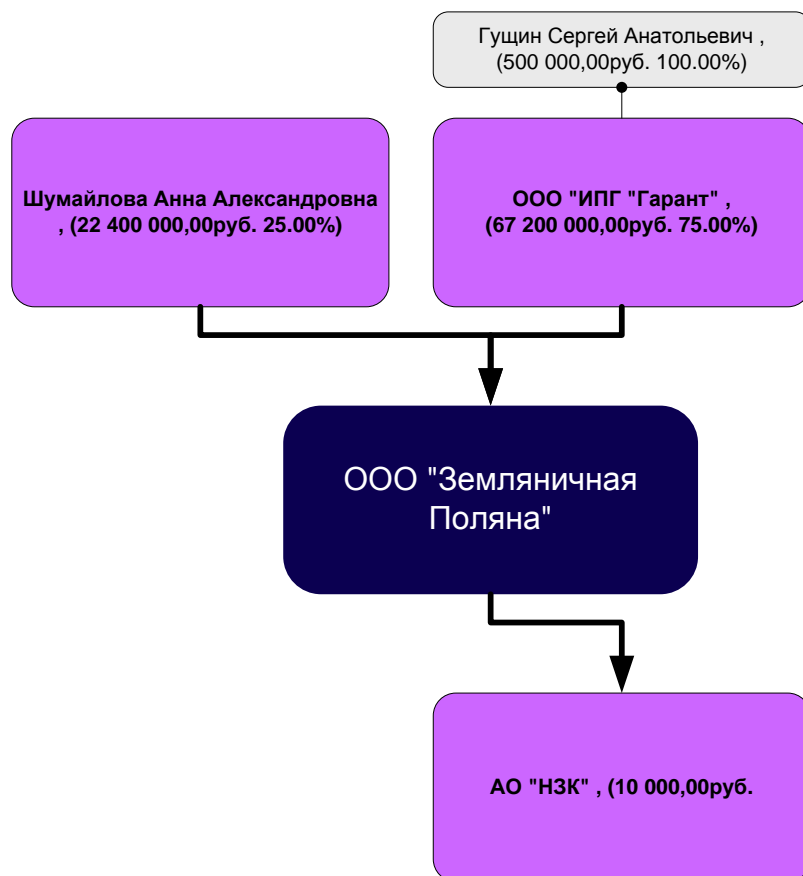 Гущин Сергей Анатольевич ,
(500 000,00руб. 100.00%)
Шумайлова Анна Александровна
, (22 400 000,00руб. 25.00%)
ООО "ИПГ "Гарант" ,
(67 200 000,00руб. 75.00%)
ООО "Земляничная
Поляна"
АО "НЗК" , (10 000,00руб.